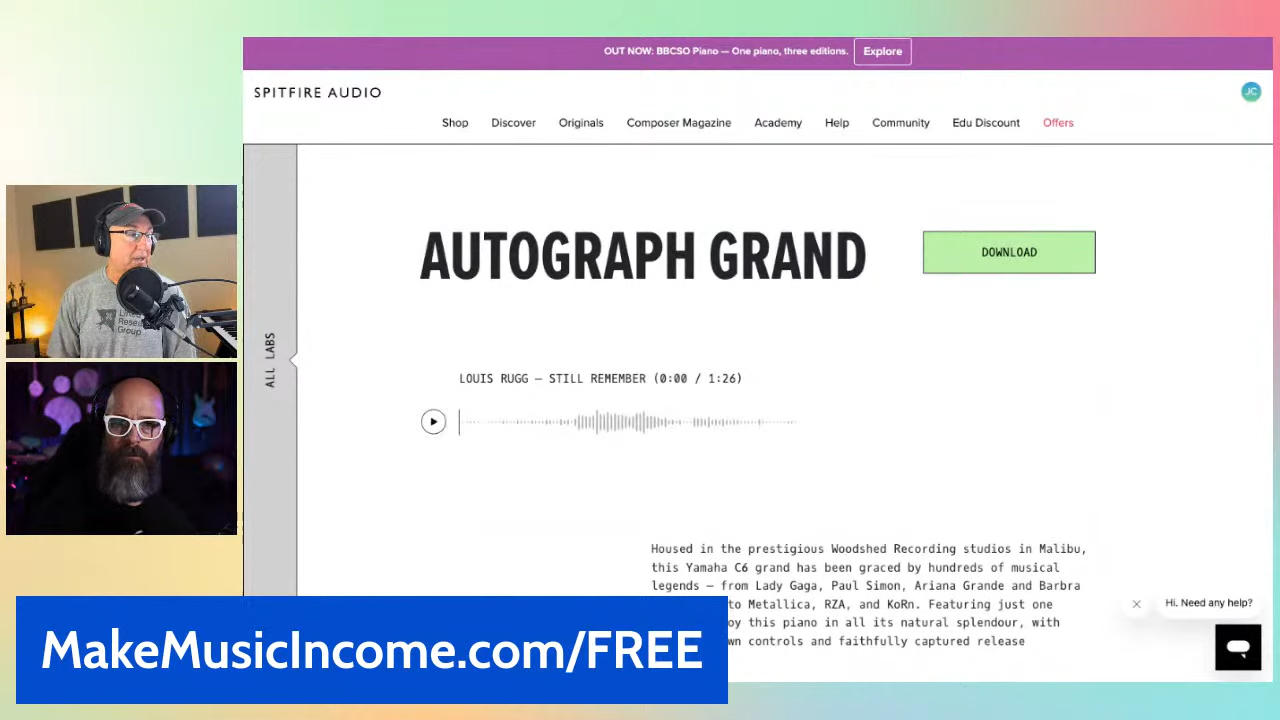 OUT NOW: BBCSO Piano — One piano, three editions. Explore
SPITFIRE AUDIO
JC
Shop Discover Originals Composer Magazine Academy Help Community Edu Discount Offers
ALL LABS
AUTOGRAPH GRAND
DOWNLOAD
LOUIS RUGG — STILL REMEMBER (0:00 / 1:26)
Housed in the prestigious Woodshed Recording studios in Malibu,
this Yamaha C6 grand has been graced by hundreds of musical
legends — from Lady Gaga, Paul Simon, Ariana Grande and Barbra
to Metallica, RZA, and KoRn. Featuring just one
this piano in all its natural splendour, with
controls and faithfully captured release
Hi. Need any help?
Group
MakeMusicIncome.com/FREE